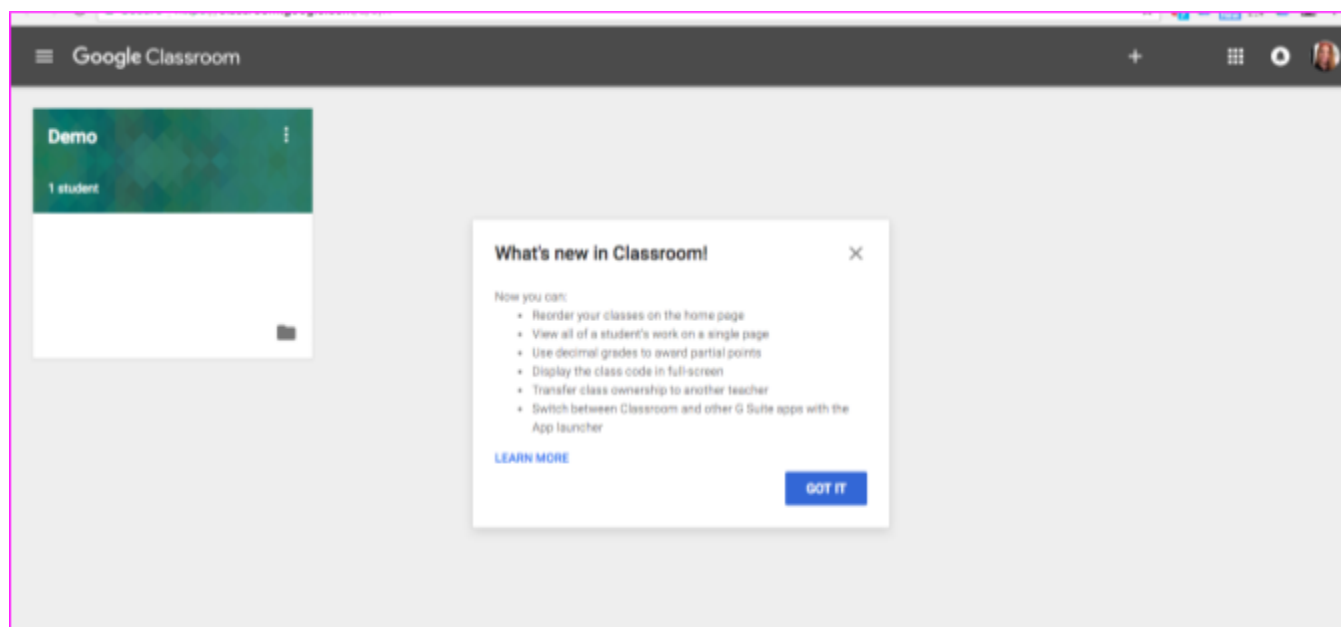 Google Classroom
Demo
1 student
What's new in Classroom!
Now you can:
• Reorder your classes on the home page
• View all of a student's work on a single page
• Use decimal grades to award partial points
• Display the class code in full-screen
• Transfer class ownership to another teacher
• Switch between Classroom and other G Suite apps with the
App launcher
LEARN MORE
GOT IT